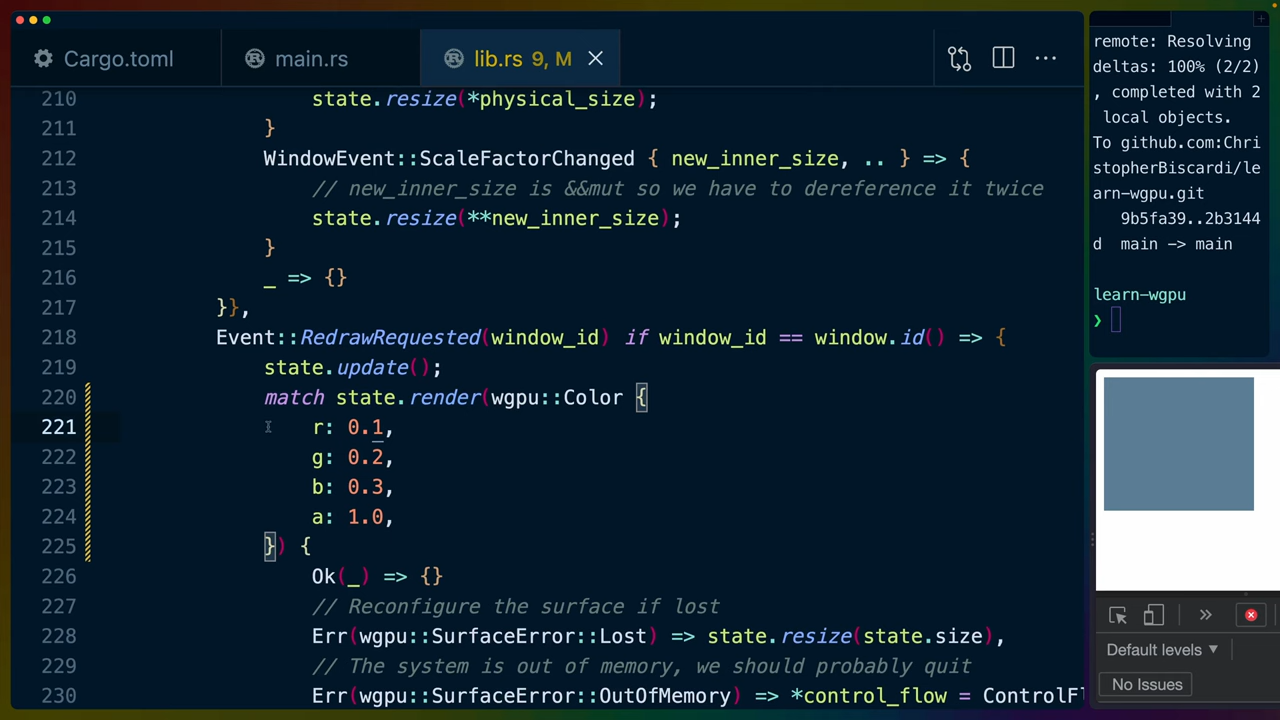 Cargo.toml
main.rs
lib.rs 9, M
210 state.resize(*physical_size);
211 }
212 WindowEvent::ScaleFactorChanged { new_inner_size, .. } => {
213 // new_inner_size is &&mut so we have to dereference it twice
214 state.resize(**new_inner_size);
215 }
216 _ => {}
217 }},
218 Event::RedrawRequested(window_id) if window_id == window.id() => {
219 state.update();
220 match state.render(wgpu::Color {
221 r: 0.1,
222 g: 0.2,
223 b: 0.3,
224 a: 1.0,
225 }) {
226 Ok(_) => {}
227 // Reconfigure the surface if lost
228 Err(wgpu::SurfaceError::Lost) => state.resize(state.size),
229 // The system is out of memory, we should probably quit
230 Err(wgpu::SurfaceError::OutOfMemory) => *control_flow = ControlFl
remote: Resolving
deltas: 100% (2/2)
, completed with 2
local objects.
To github.com:Chri
stopherBiscardi/le
arn-wgpu.git
9b5fa39..2b3144
d main -> main
learn-wgpu
❯
Default levels ▼
No Issues